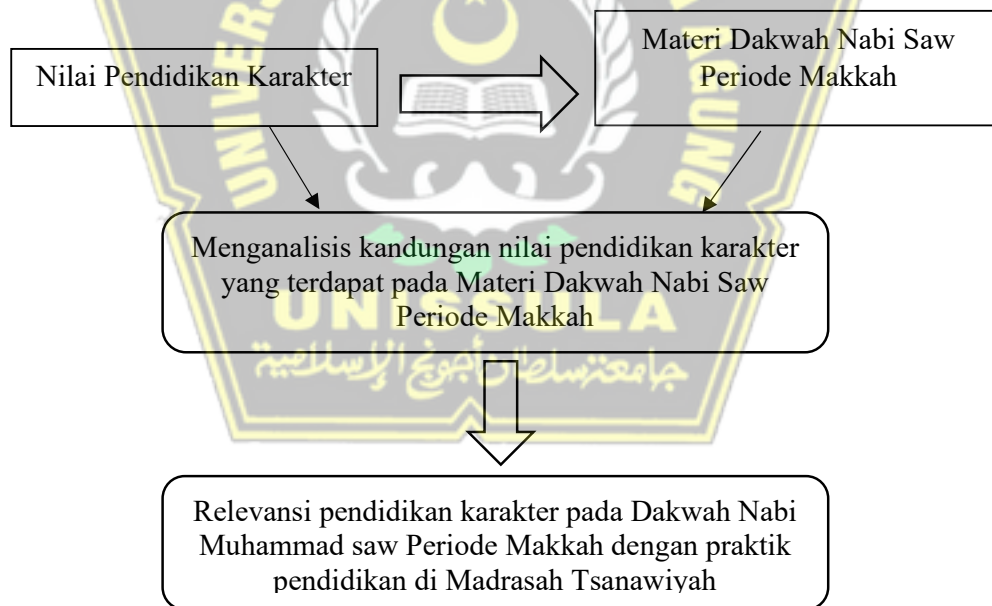 Nilai Pendidikan Karakter
Materi Dakwah Nabi Saw
Periode Makkah
Menganalisis kandungan nilai pendidikan karakter
yang terdapat pada Materi Dakwah Nabi Saw
Periode Makkah
UNISSULA
جامعتسلطان أجونج الإسلامية
Relevansi pendidikan karakter pada Dakwah Nabi
Muhammad saw Periode Makkah dengan praktik
pendidikan di Madrasah Tsanawiyah